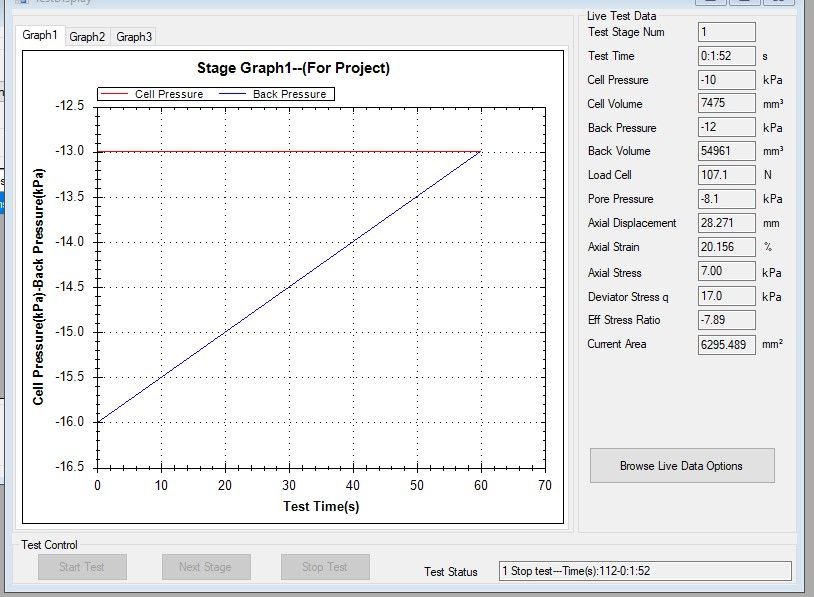 TestDisplay
Graph1 Graph2 Graph3
Stage Graph1--(For Project)
Cell Pressure Back Pressure
Cell Pressure(kPa)-Back Pressure(kPa)
-12.5
-13.0
-13.5
-14.0
-14.5
-15.0
-15.5
-16.0
-16.5
0 10 20 30 40 50 60 70
Test Time(s)
Live Test Data
Test Stage Num 1
Test Time 0:1:52 s
Cell Pressure -10 kPa
Cell Volume 7475 mm³
Back Pressure -12 kPa
Back Volume 54961 mm³
Load Cell 107.1 N
Pore Pressure -8.1 kPa
Axial Displacement 28.271 mm
Axial Strain 20.156 %
Axial Stress 7.00 kPa
Deviator Stress q 17.0 kPa
Eff Stress Ratio -7.89
Current Area 6295.489 mm²
Browse Live Data Options
Test Control
Start Test Next Stage Stop Test
Test Status 1 Stop test---Time(s):112-0:1:52